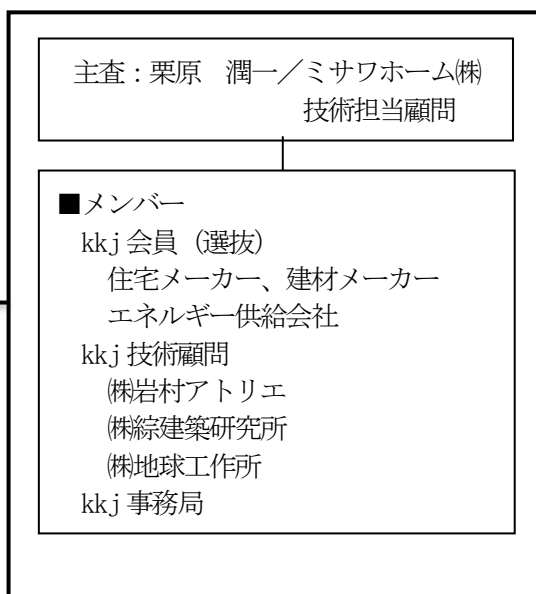 主査：栗原　潤一／ミサワホーム㈱
技術担当顧問
■メンバー
kkj会員（選抜）
住宅メーカー、建材メーカー
エネルギー供給会社
kkj技術顧問
㈱岩村アトリエ
㈱綜建築研究所
㈱地球工作所
kkj事務局